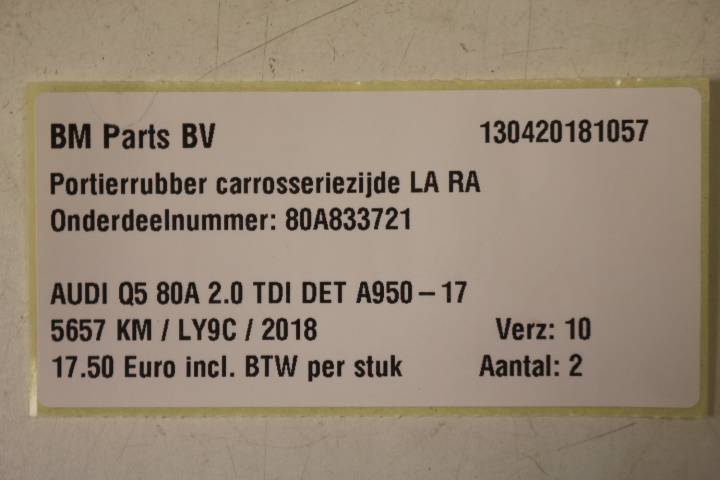 BM Parts BV 130420181057
Portierrubber carrosseriezijde LA RA
Onderdeelnummer: 80A833721
AUDI Q5 80A 2.0 TDI DET A950-17
5657 KM / LY9C / 2018 Verz: 10
17.50 Euro incl. BTW per stuk Aantal: 2